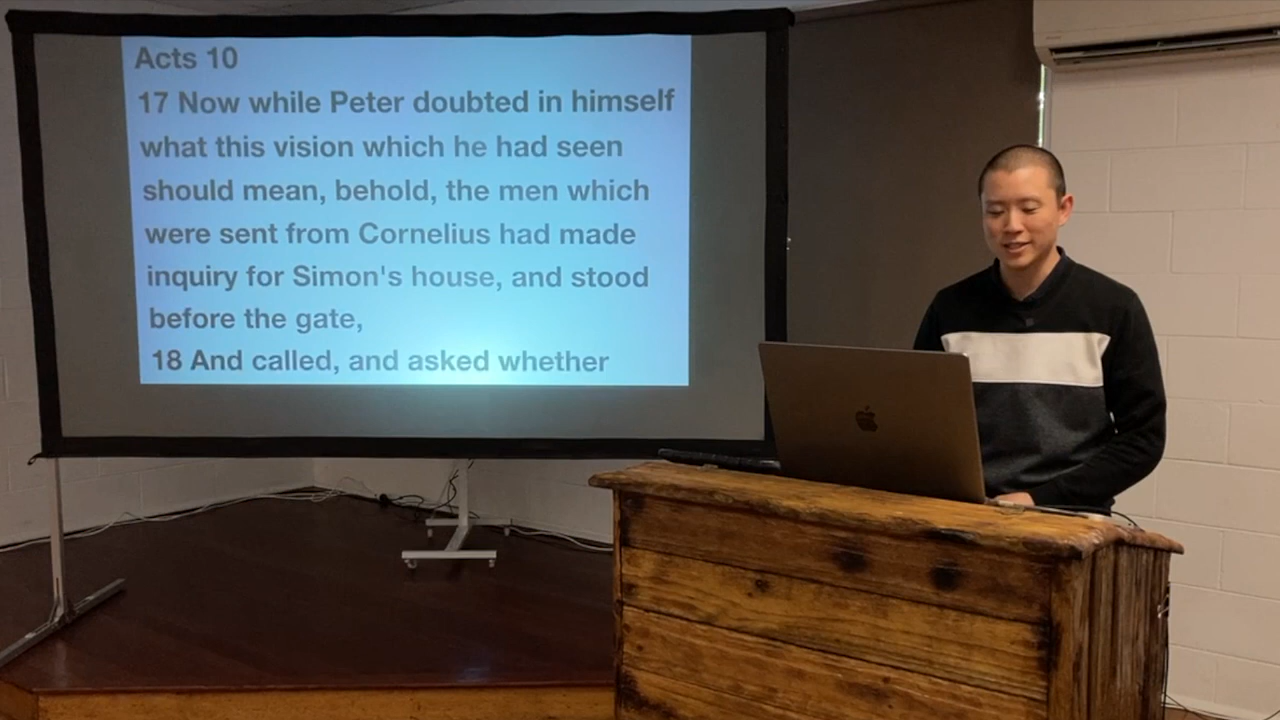 Acts 10
17 Now while Peter doubted in himself
what this vision which he had seen
should mean, behold, the men which
were sent from Cornelius had made
inquiry for Simon's house, and stood
before the gate,
18 And called, and asked whether